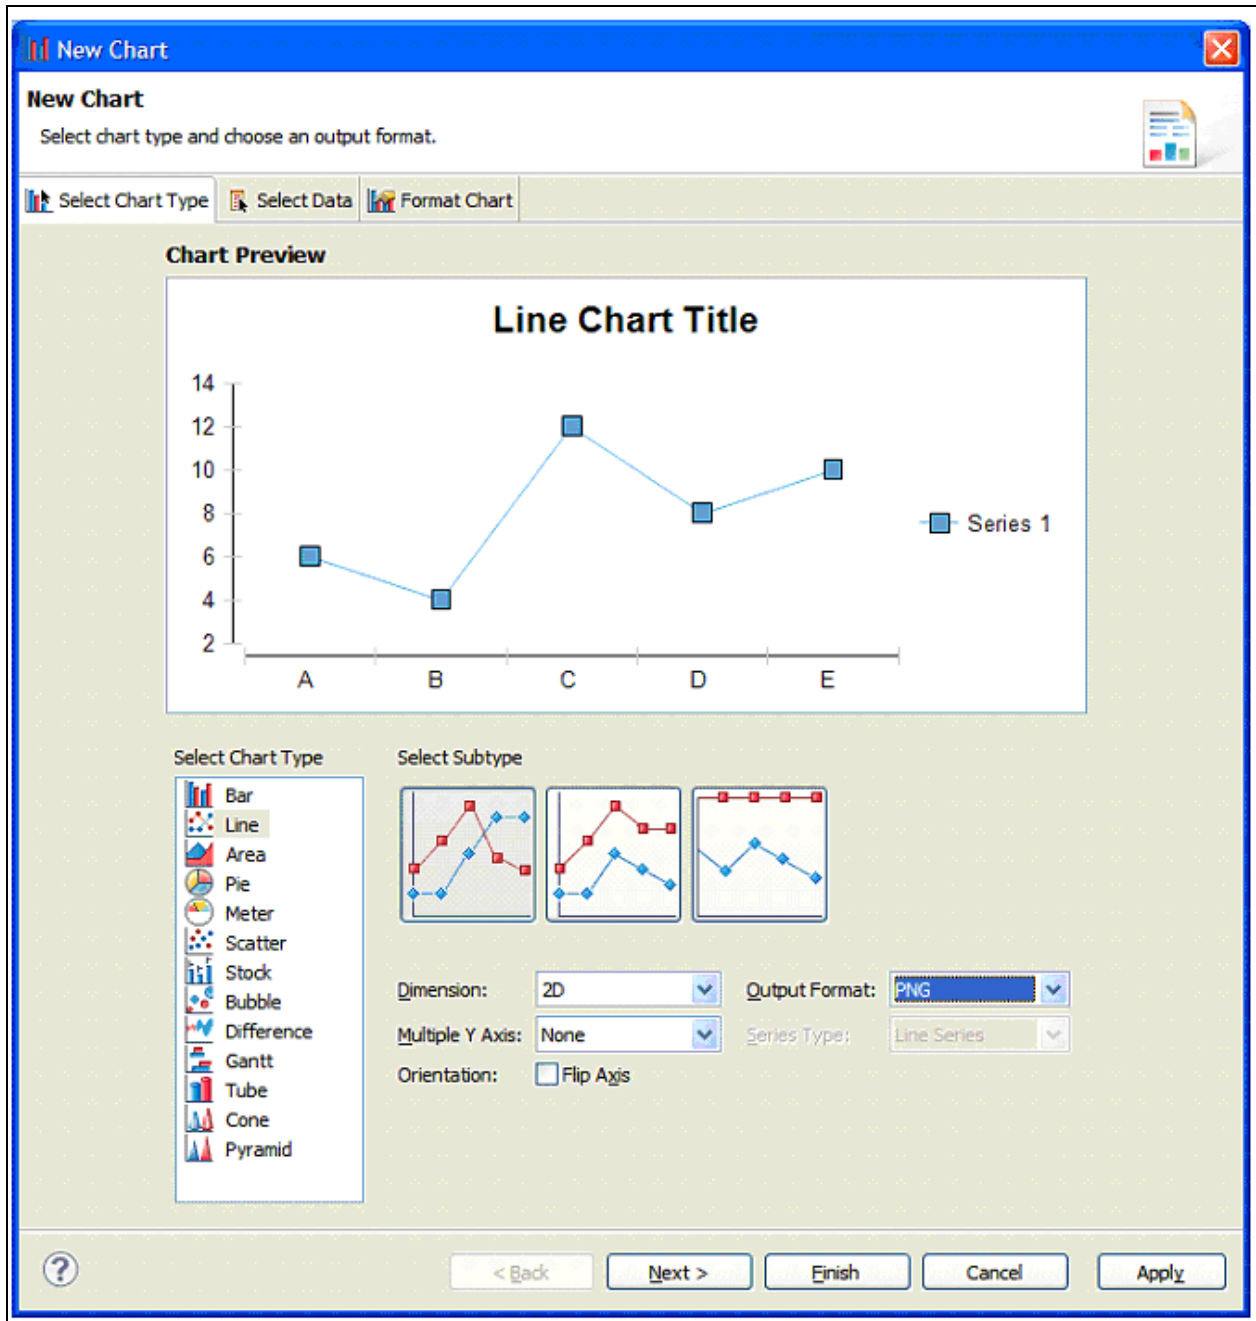 New Chart
New Chart
Select chart type and choose an output format.
Select Chart Type
Select Data
Format Chart
Chart Preview
Line Chart Title
14
12
10
8
6
4
2
A
B
C
D
E
Series 1
Select Chart Type
Bar
Line
Area
Pie
Meter
Scatter
Stock
Bubble
Difference
Gantt
Tube
Cone
Pyramid
Select Subtype
Dimension: 2D
Output Format: PNG
Multiple Y Axis: None
Series Type: Line Series
Orientation: Flip Axis
?
< Back
Next >
Finish
Cancel
Apply